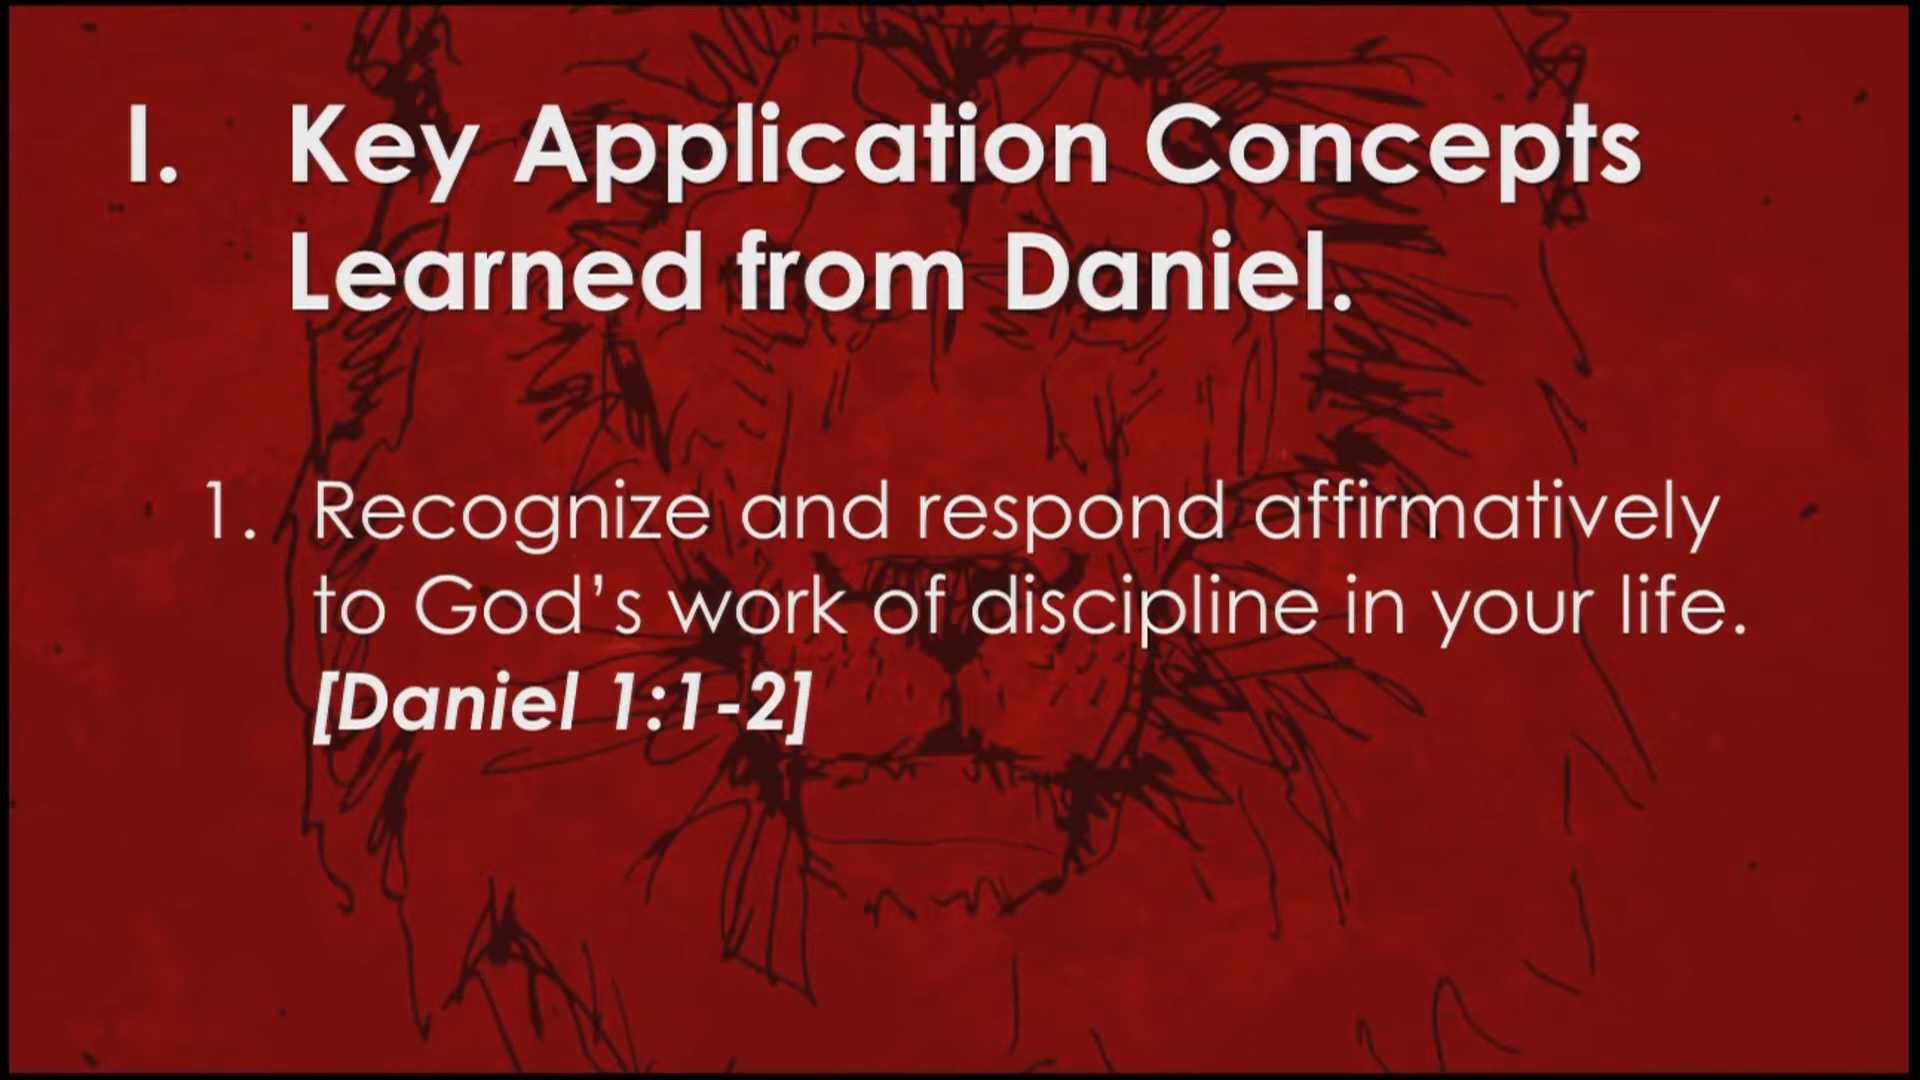 I. Key Application Concepts
Learned from Daniel.
1. Recognize and respond affirmatively
to God’s work of discipline in your life.
[Daniel 1:1-2]